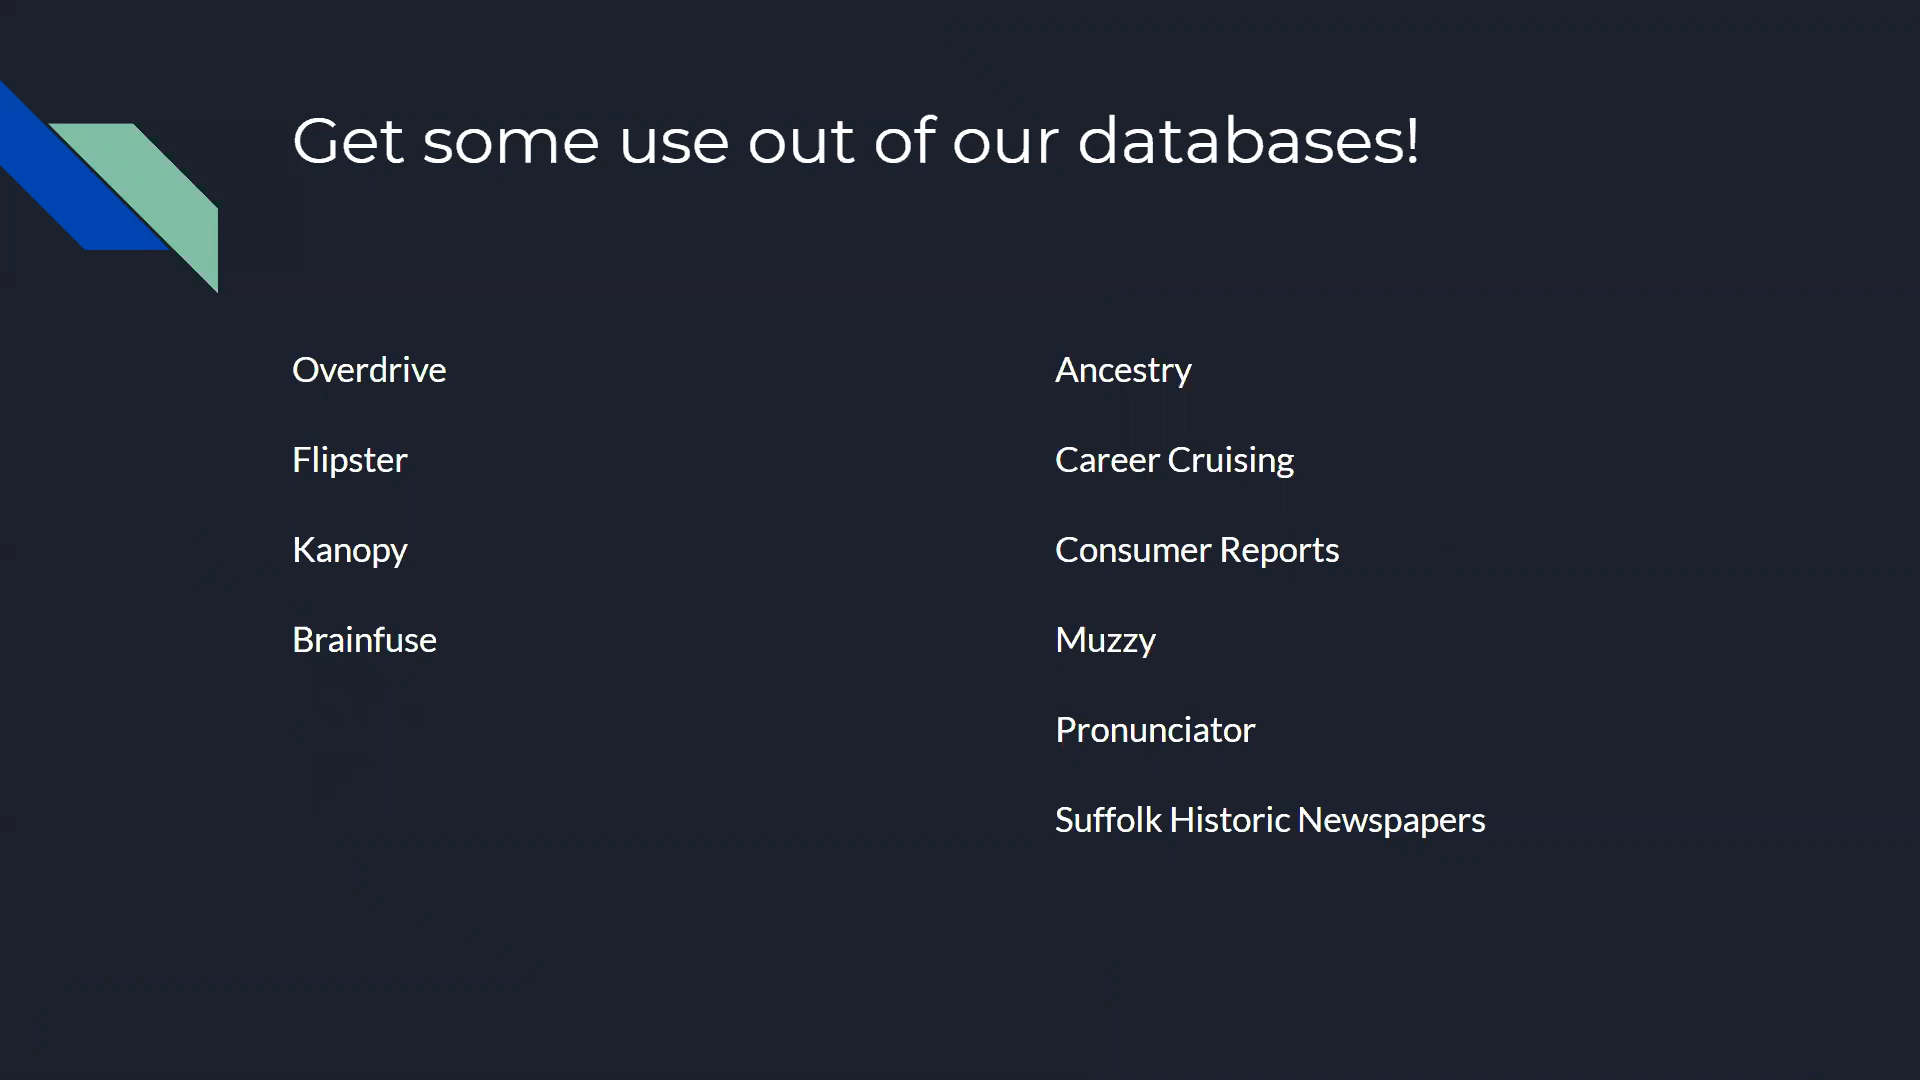 Get some use out of our databases!
Overdrive
Flipster
Kanopy
Brainfuse
Ancestry
Career Cruising
Consumer Reports
Muzzy
Pronunciator
Suffolk Historic Newspapers